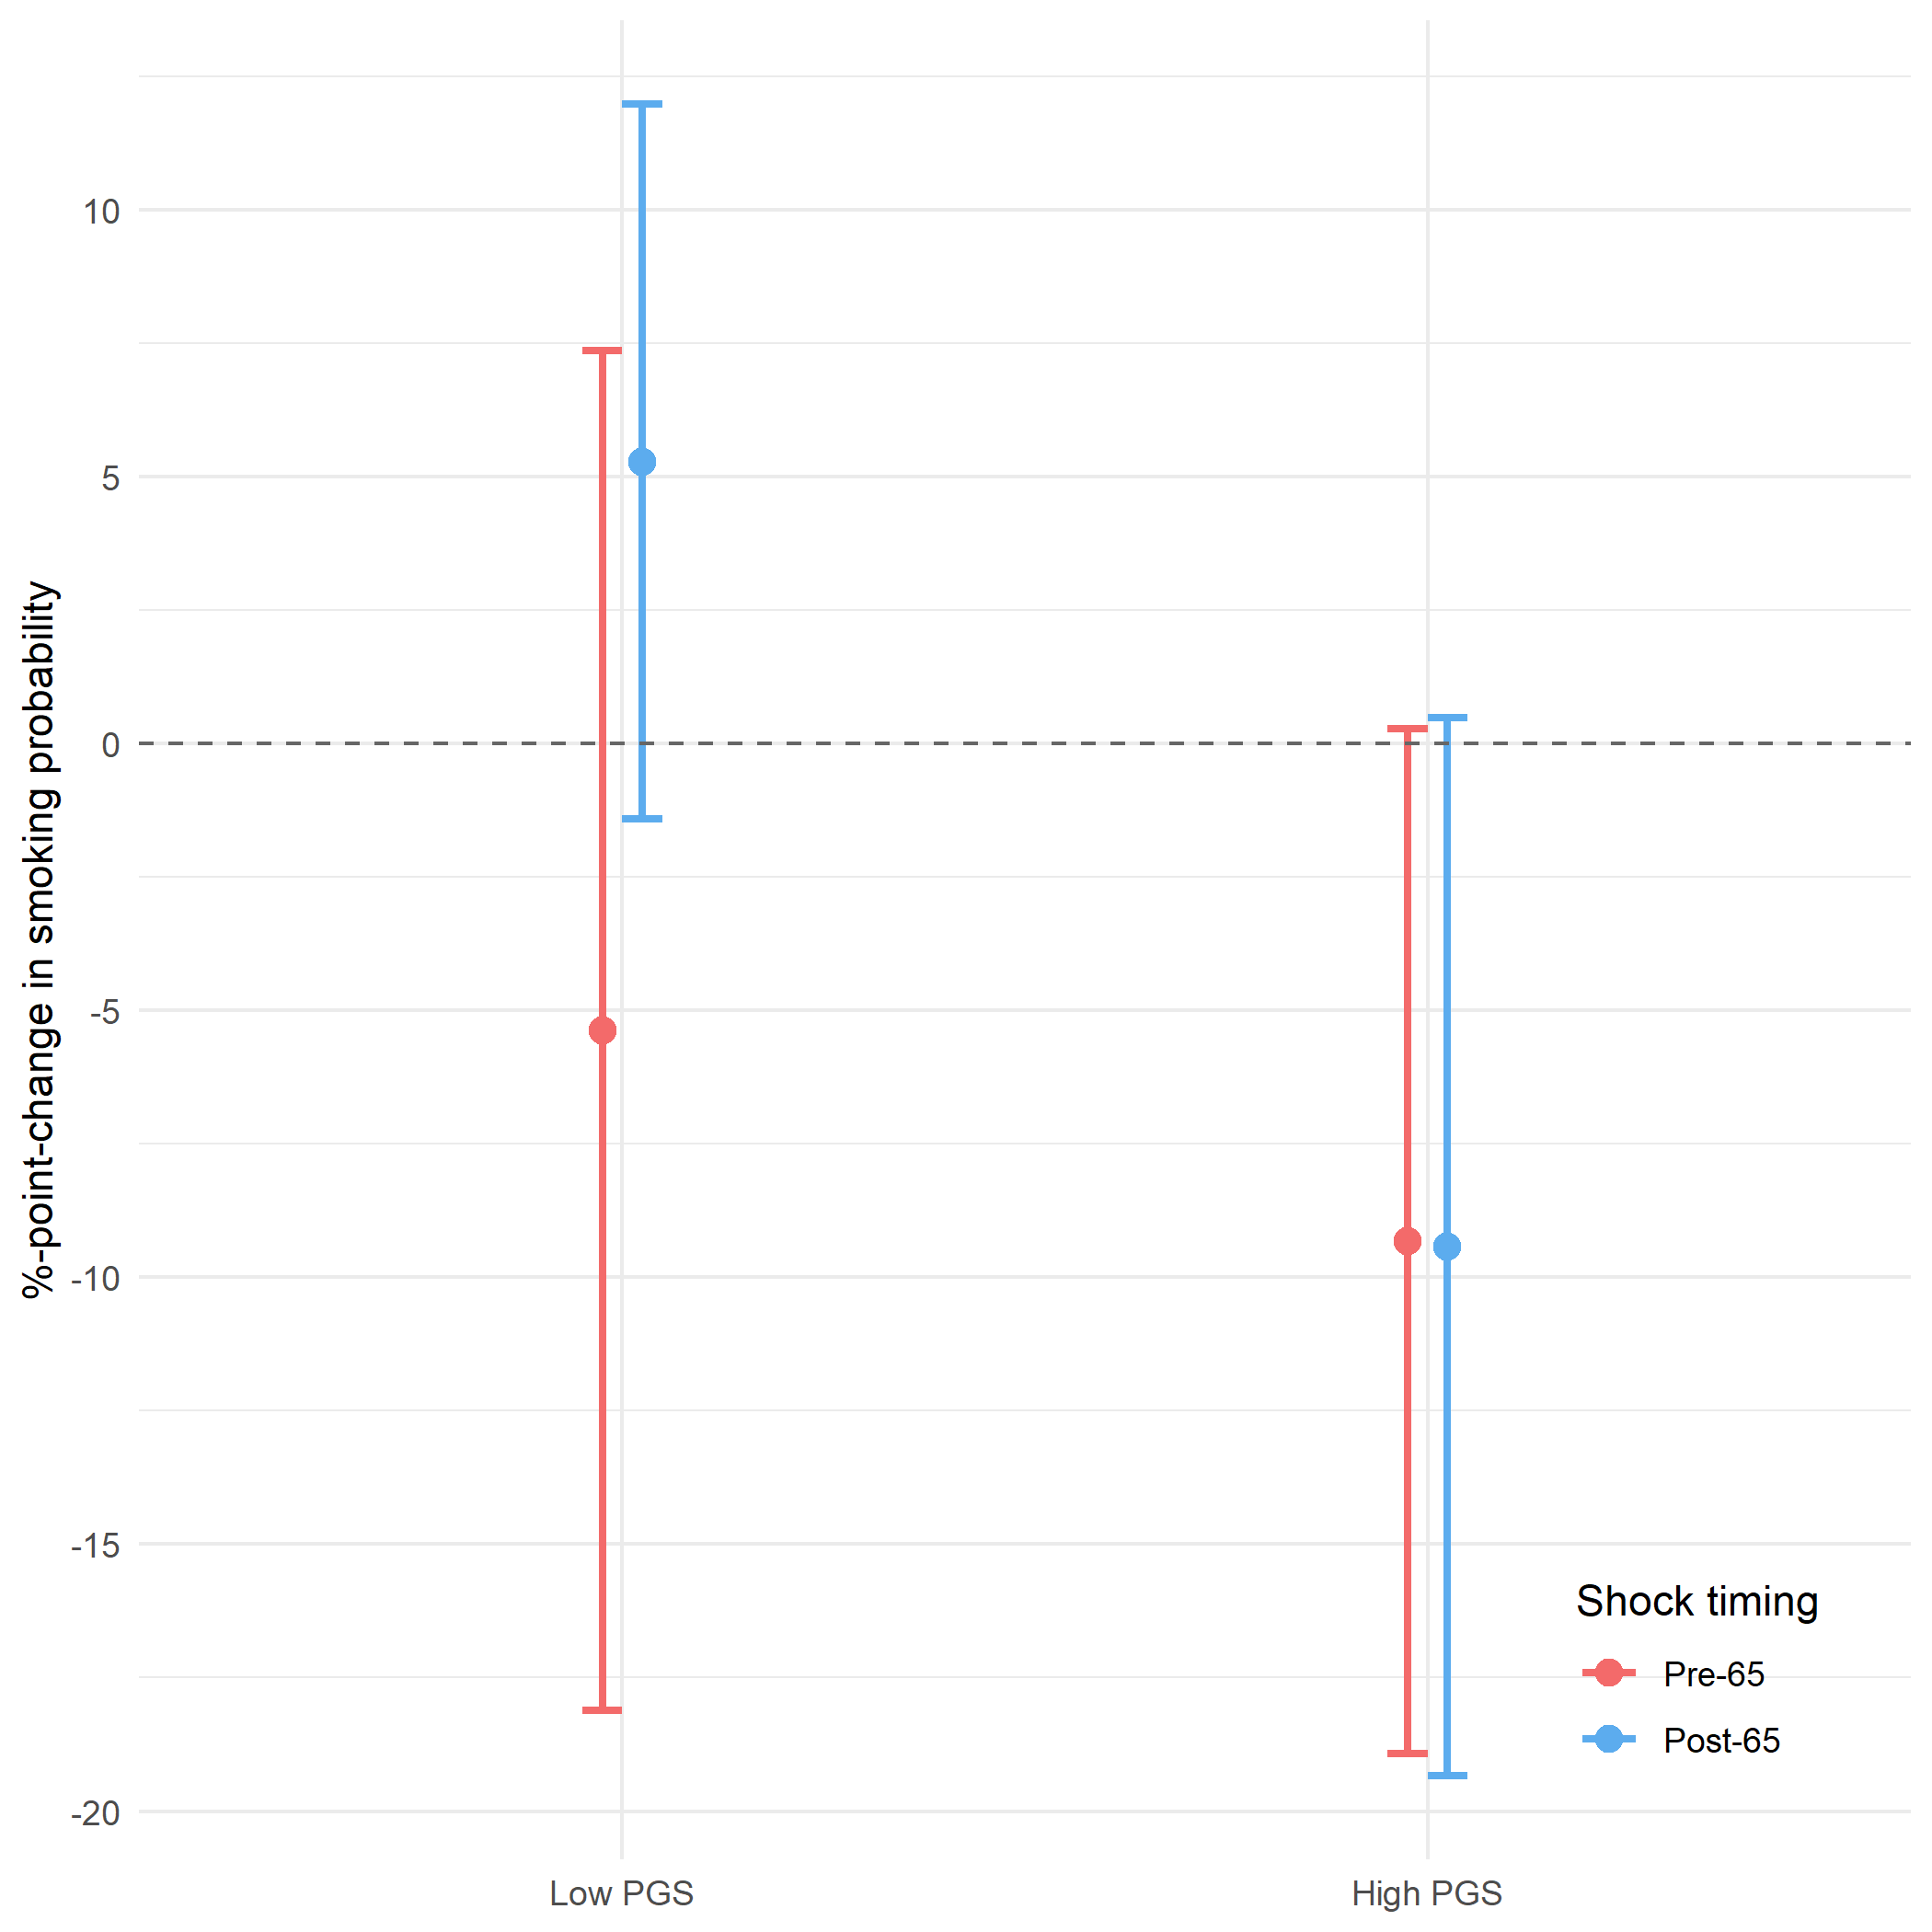 %-point-change in smoking probability
10
5
0
-5
-10
-15
-20
Low PGS
High PGS
Shock timing
Pre-65
Post-65